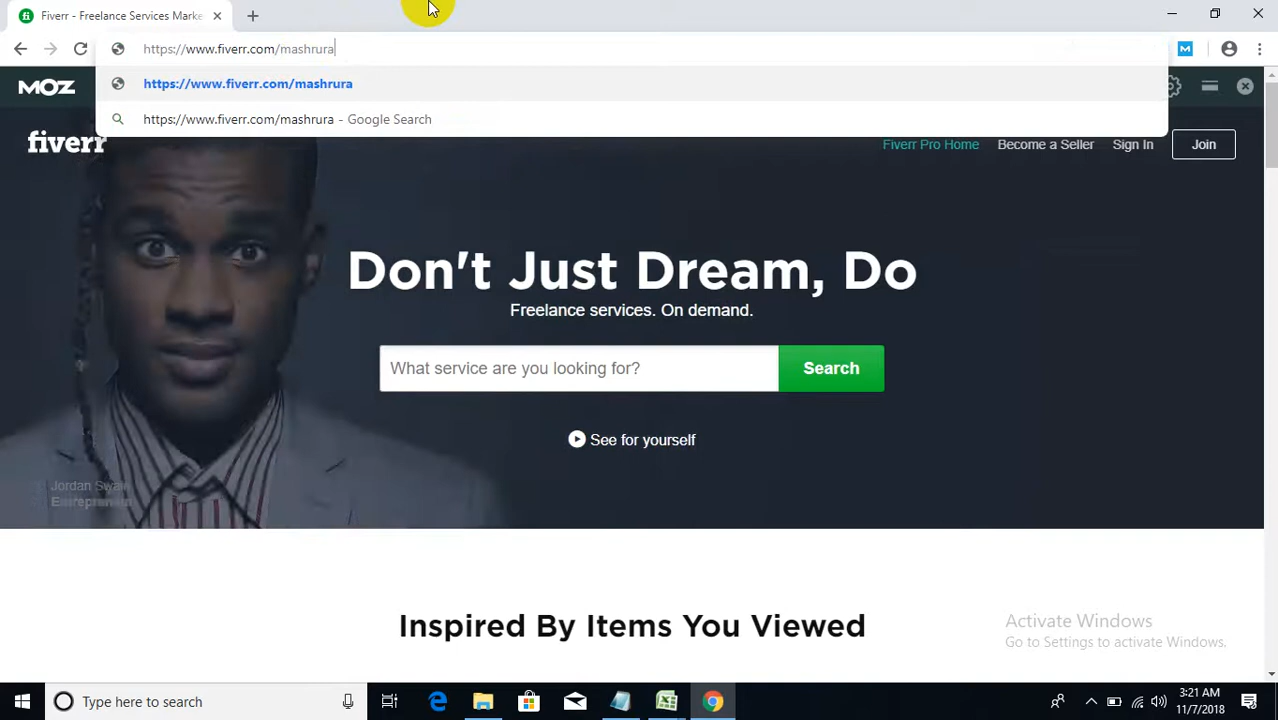 Fiverr - Freelance Services Marke
https://www.fiverr.com/mashrura
https://www.fiverr.com/mashrura
https://www.fiverr.com/mashrura - Google Search
MOZ
fiverr
Fiverr Pro Home Become a Seller Sign In Join
Don't Just Dream, Do
Freelance services. On demand.
What service are you looking for? Search
See for yourself
Jordan Swain
Entrepreneur
Inspired By Items You Viewed
Activate Windows
Go to Settings to activate Windows.
Type here to search
3:21 AM
11/7/2018